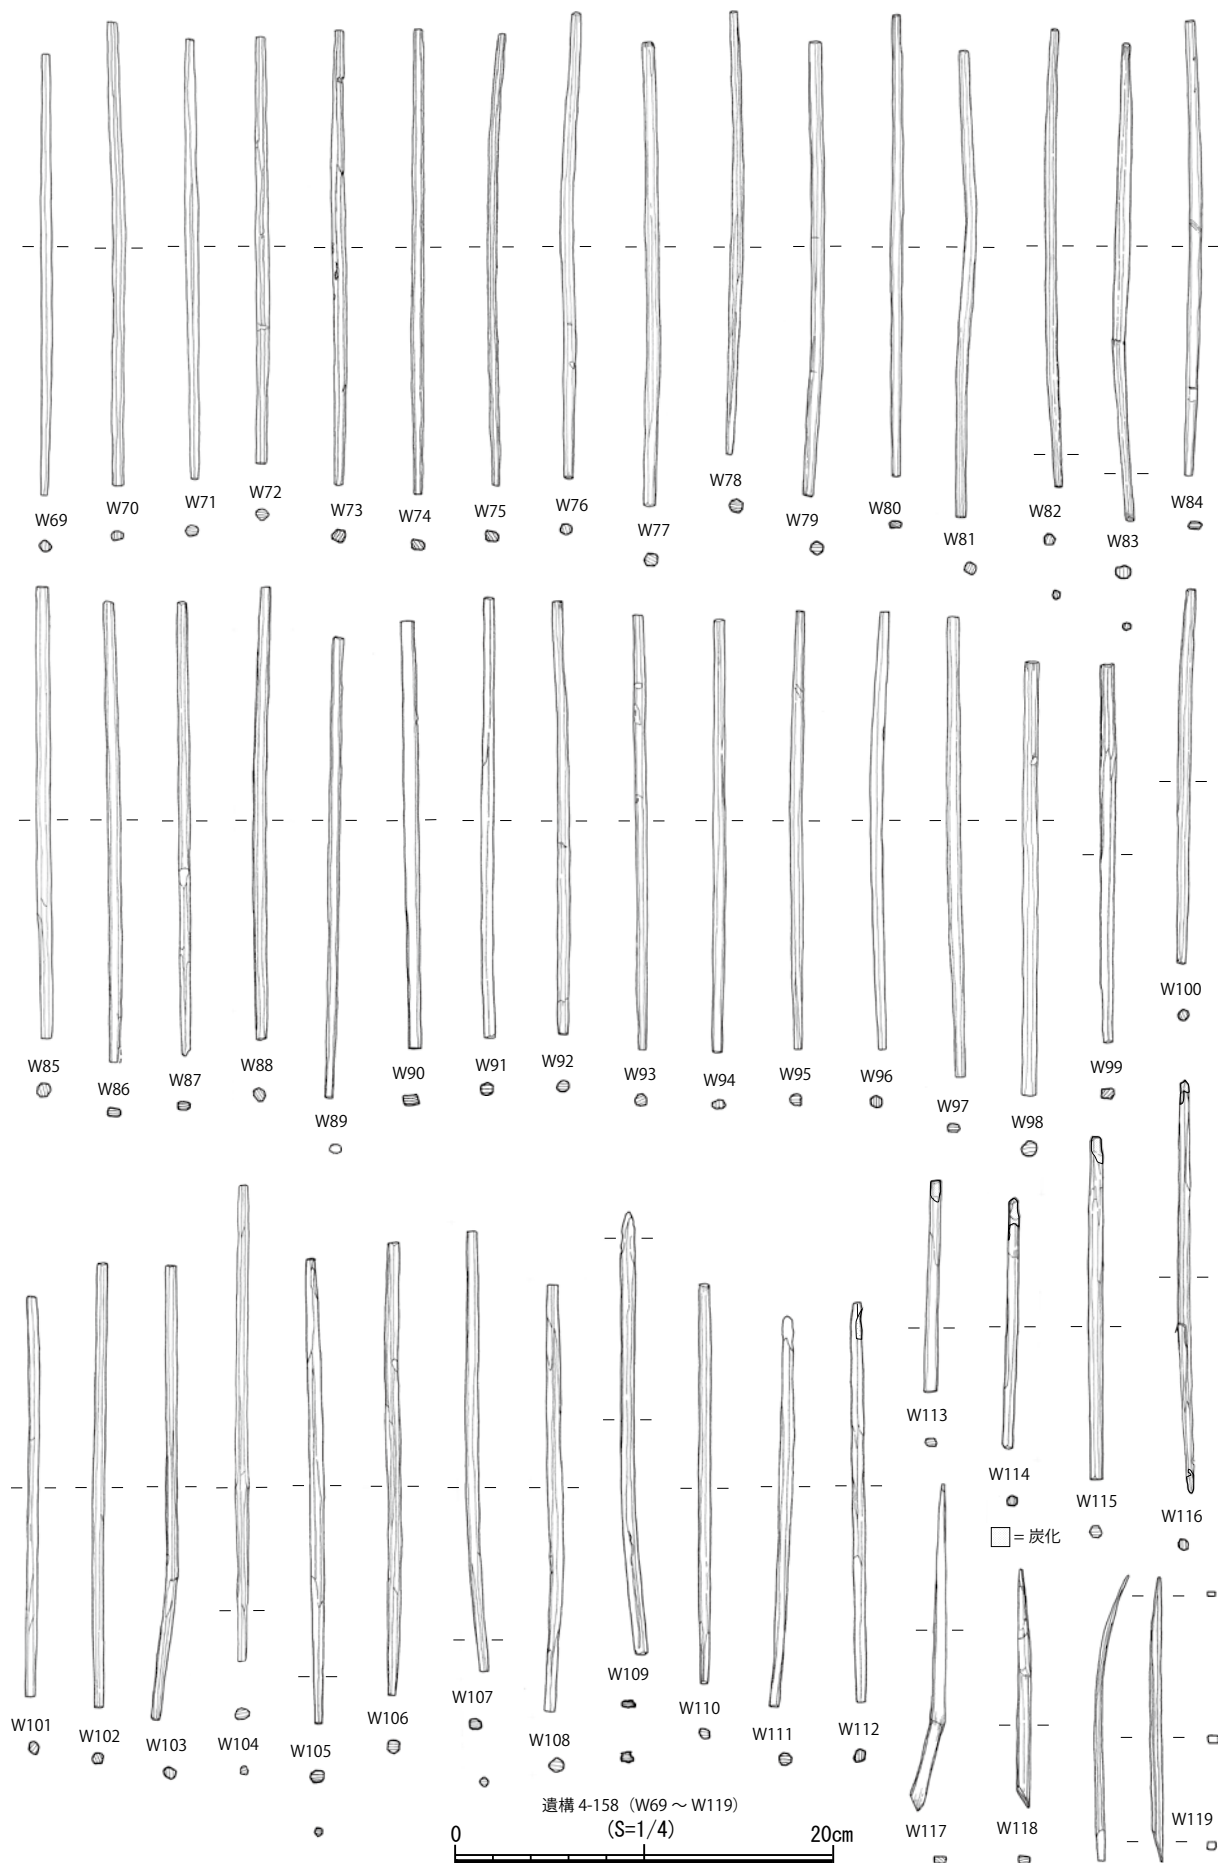 W69 W70 W71 W72 W73 W74 W75 W76 W77 W78 W79 W80 W81 W82 W83 W84
W85 W86 W87 W88 W89 W90 W91 W92 W93 W94 W95 W96 W97 W98 W99 W100
W113 W114 W115 W116
□ = 炭化
W101 W102 W103 W104 W105 W106 W107 W108 W109 W110 W111 W112 W117 W118 W119
遺構 4-158（W69 ～ W119）
(S=1/4)
0 20cm